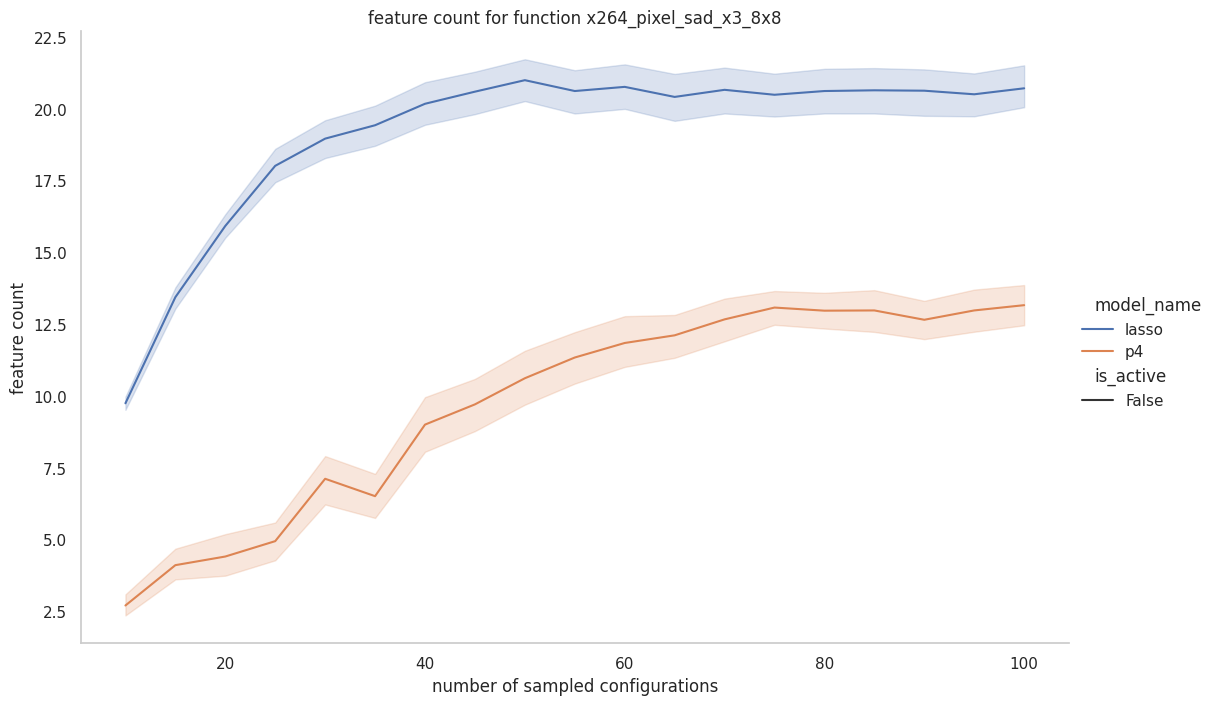 feature count for function x264_pixel_sad_x3_8x8
22.5
20.0
17.5
15.0
12.5
10.0
7.5
5.0
2.5
feature count
20 40 60 80 100
number of sampled configurations
model_name
lasso
p4
is_active
False